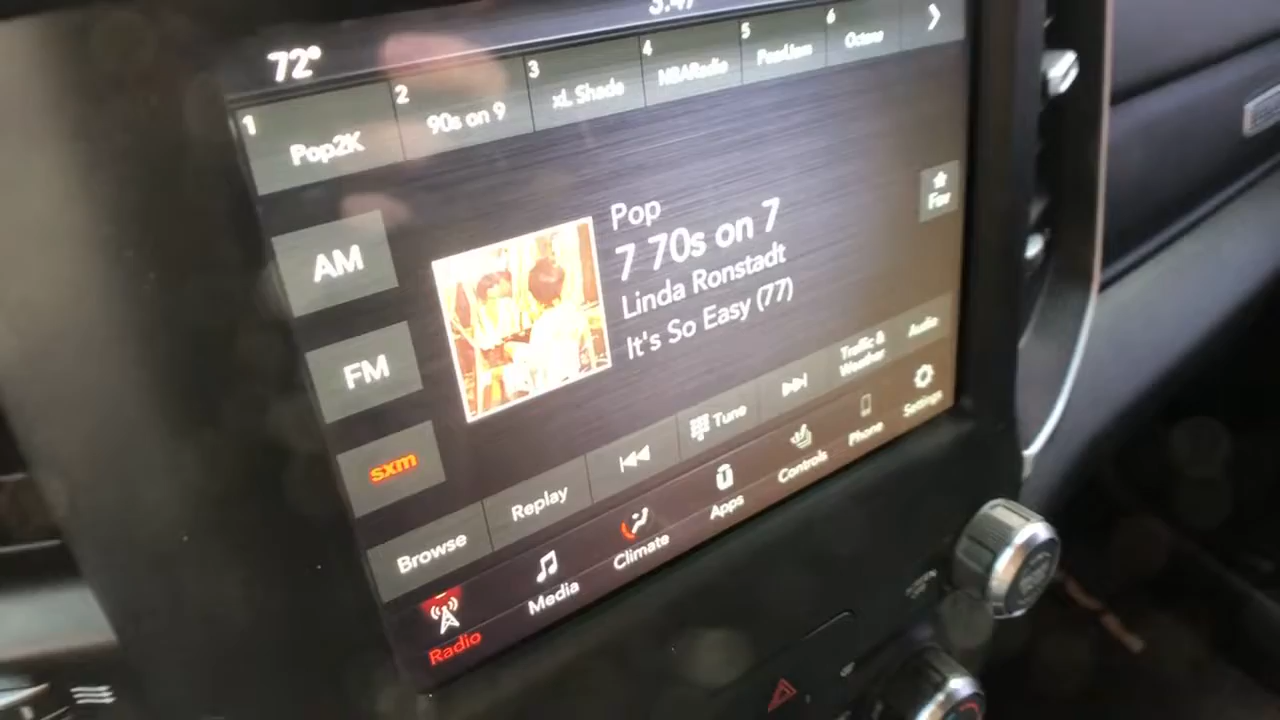 72°
1
Pop2K
2
90s on 9
3
xL Shade
4
NBARadio
5
PearlJam
6
Octane
AM
FM
sxm
Pop
7 70s on 7
Linda Ronstadt
It's So Easy (77)
Fav
Browse
Replay
Tune
Traffic &
Weather
Audio
Radio
Media
Climate
Apps
Controls
Phone
Settings